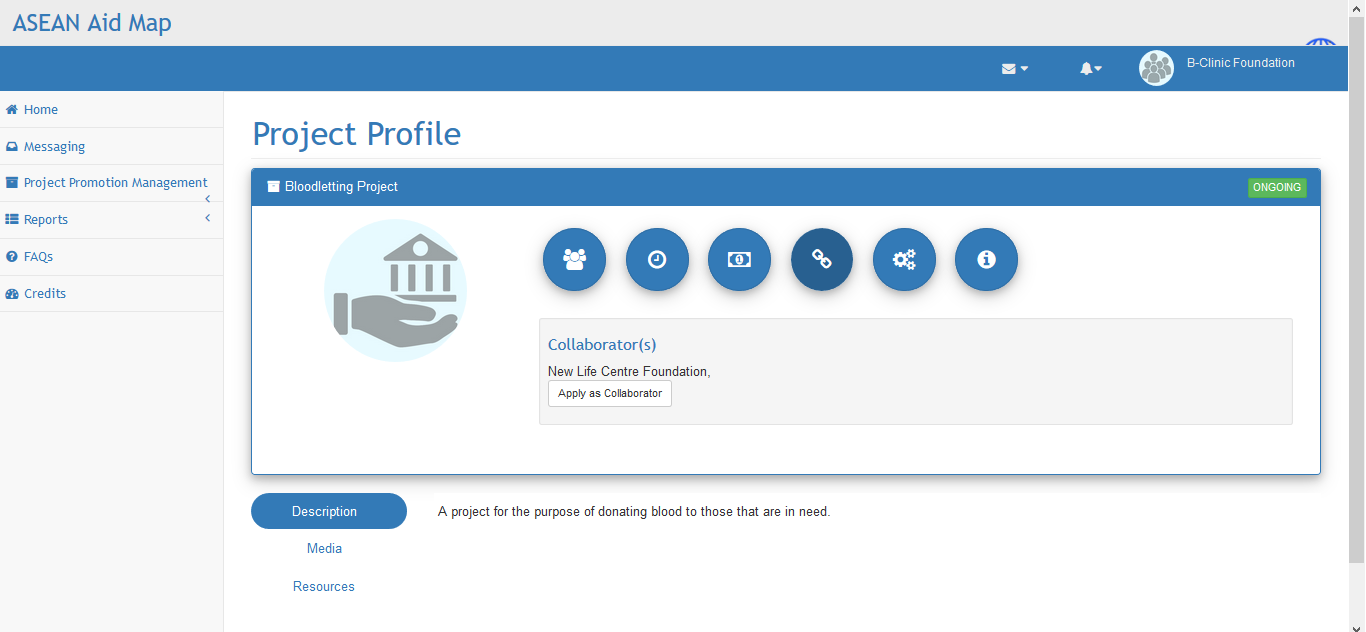 ASEAN Aid Map
B-Clinic Foundation
Home
Messaging
Project Promotion Management
Reports
FAQs
Credits
Project Profile
Bloodletting Project
ONGOING
Collaborator(s)
New Life Centre Foundation,
Apply as Collaborator
Description
A project for the purpose of donating blood to those that are in need.
Media
Resources